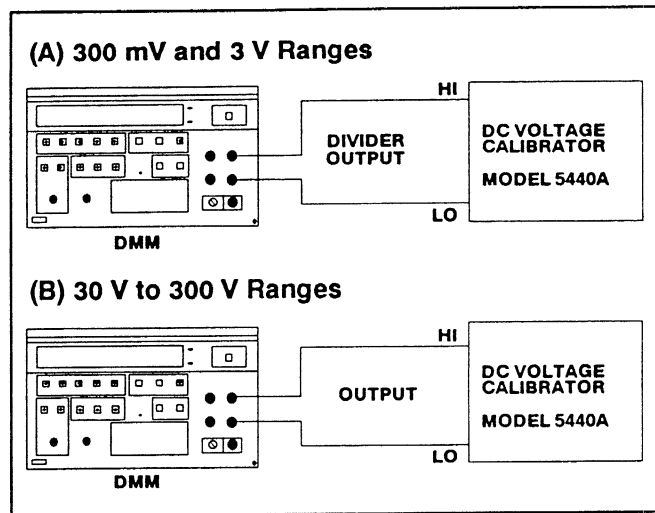 (A) 300 mV and 3 V Ranges
HI
DIVIDER
OUTPUT
DC VOLTAGE
CALIBRATOR
MODEL 5440A
LO
DMM
(B) 30 V to 300 V Ranges
HI
OUTPUT
DC VOLTAGE
CALIBRATOR
MODEL 5440A
LO
DMM